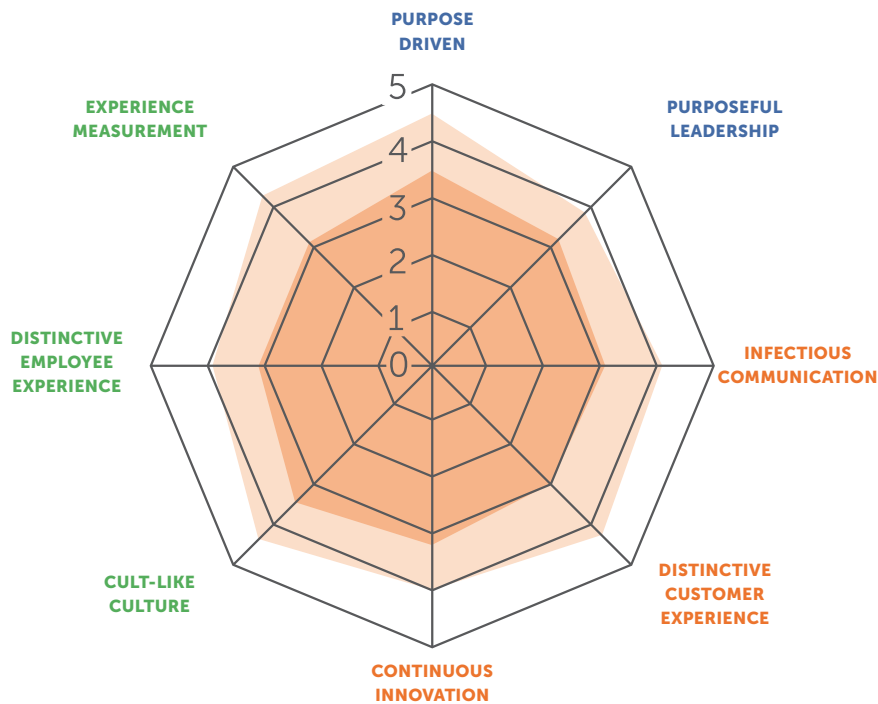 PURPOSE
DRIVEN
EXPERIENCE
MEASUREMENT
PURPOSEFUL
LEADERSHIP
5
4
3
2
1
0
DISTINCTIVE
EMPLOYEE
EXPERIENCE
INFECTIOUS
COMMUNICATION
CULT-LIKE
CULTURE
DISTINCTIVE
CUSTOMER
EXPERIENCE
CONTINUOUS
INNOVATION